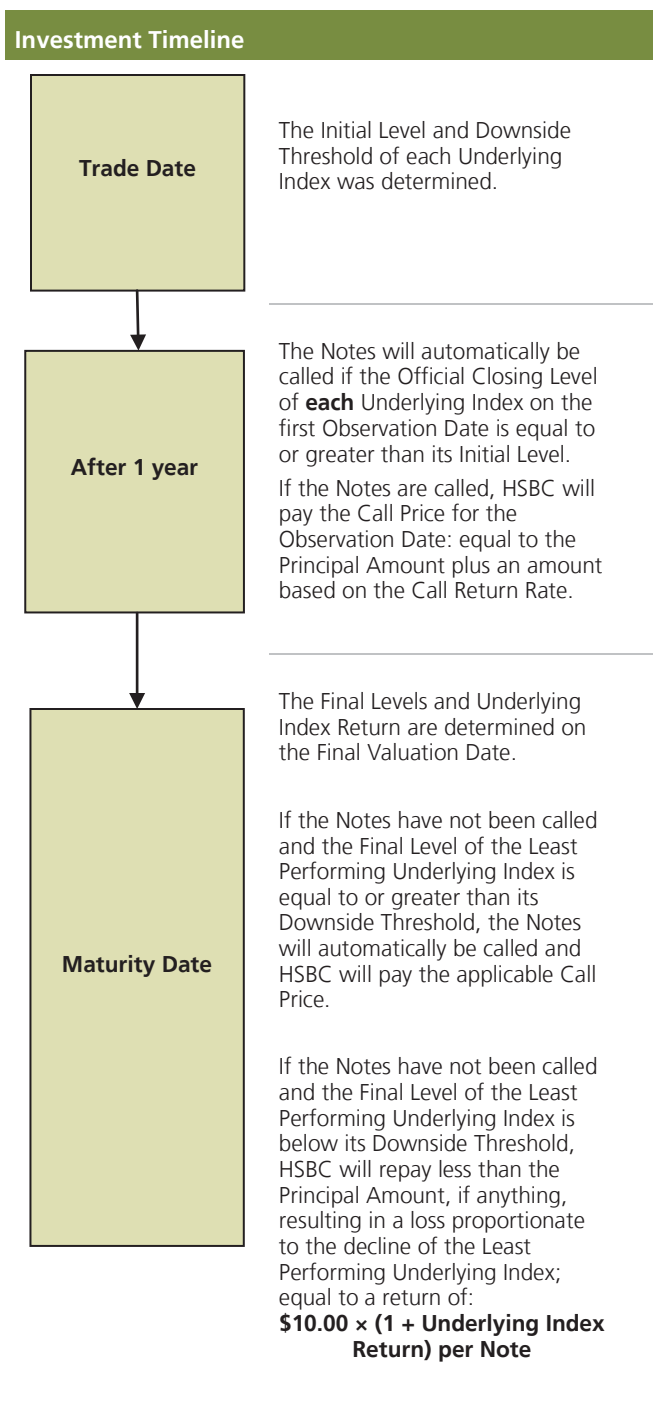 Investment Timeline
Trade Date
The Initial Level and Downside
Threshold of each Underlying
Index was determined.
After 1 year
The Notes will automatically be
called if the Official Closing Level
of each Underlying Index on the
first Observation Date is equal to
or greater than its Initial Level.
If the Notes are called, HSBC will
pay the Call Price for the
Observation Date: equal to the
Principal Amount plus an amount
based on the Call Return Rate.
Maturity Date
The Final Levels and Underlying
Index Return are determined on
the Final Valuation Date.
If the Notes have not been called
and the Final Level of the Least
Performing Underlying Index is
equal to or greater than its
Downside Threshold, the Notes
will automatically be called and
HSBC will pay the applicable Call
Price.
If the Notes have not been called
and the Final Level of the Least
Performing Underlying Index is
below its Downside Threshold,
HSBC will repay less than the
Principal Amount, if anything,
resulting in a loss proportionate
to the decline of the Least
Performing Underlying Index;
equal to a return of:
$10.00 × (1 + Underlying Index
Return) per Note